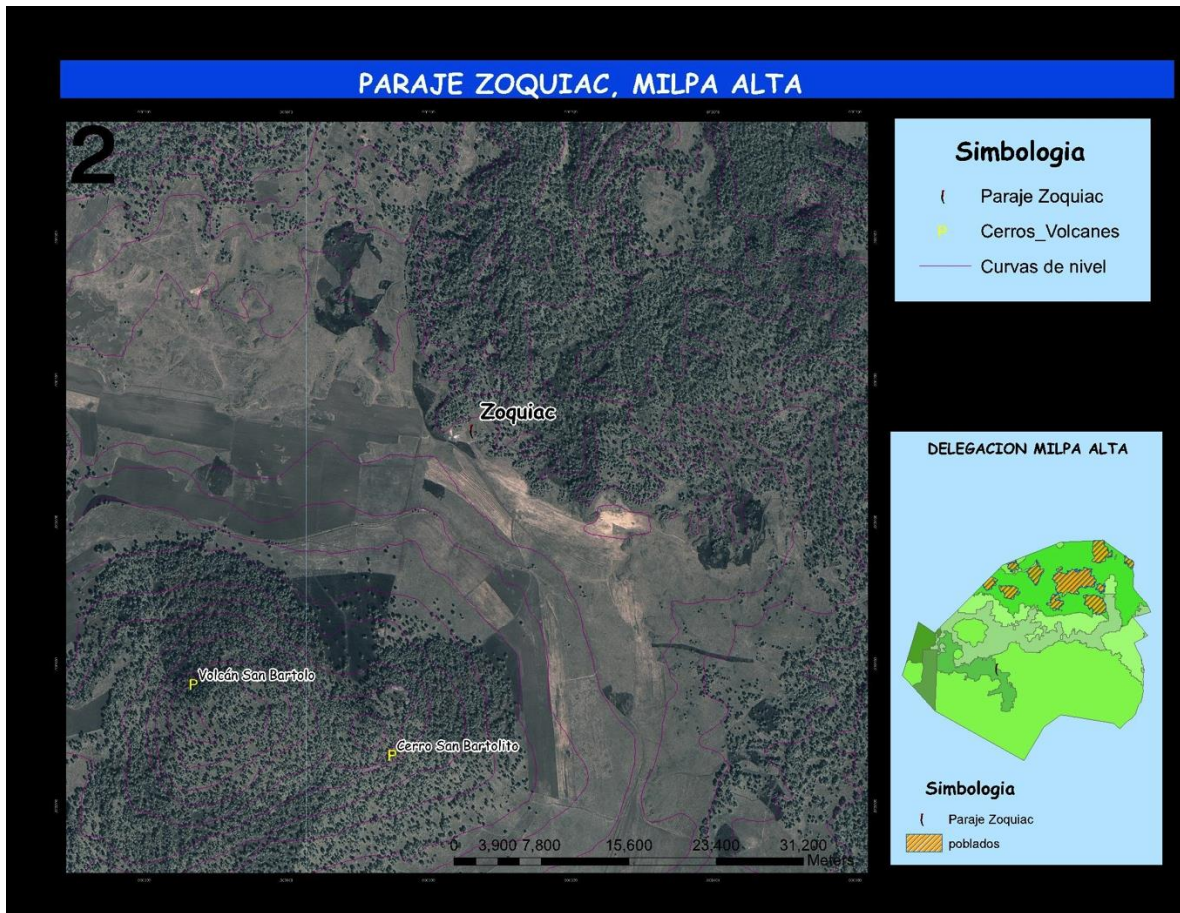 PARAJE ZOQUIAC, MILPA ALTA
2
Simbologia
Paraje Zoquiac
P Cerros_Volcanes
Curvas de nivel
Zoquiac
P Volcán San Bartolo
P Cerro San Bartolito
0 3,900 7,800 15,600 23,400 31,200
Meters
DELEGACION MILPA ALTA
Simbologia
Paraje Zoquiac
poblados